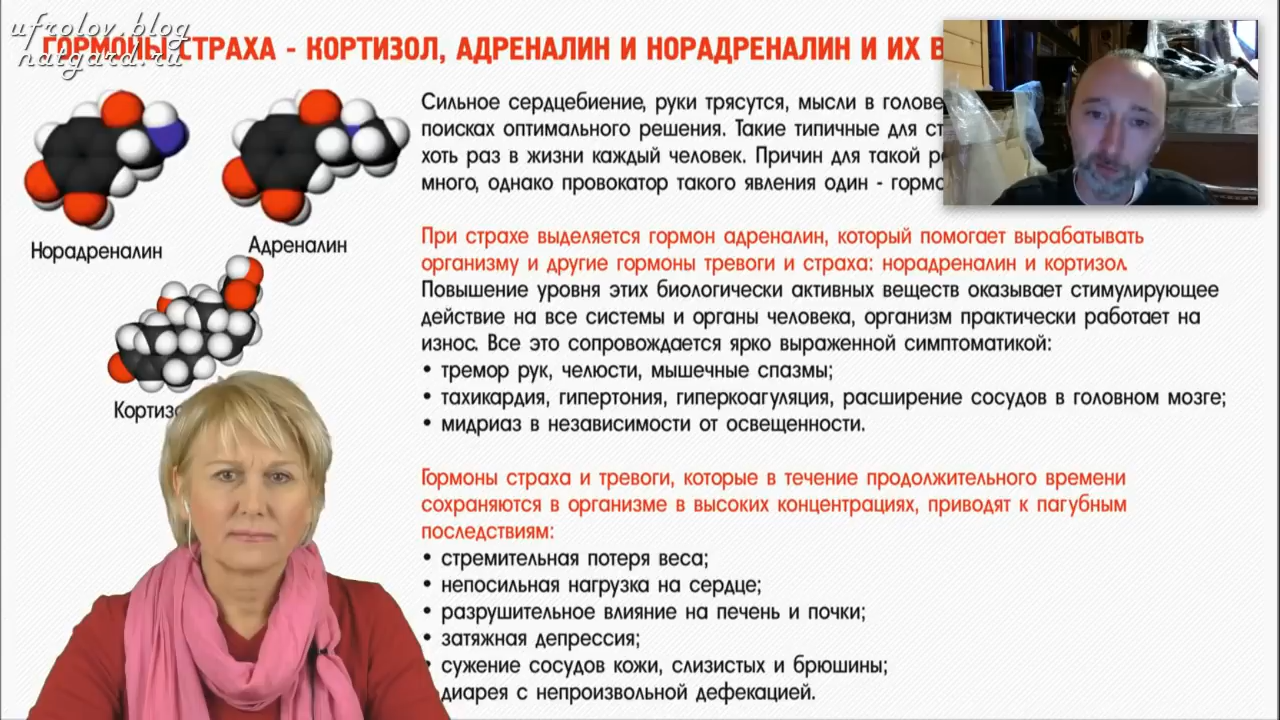 ufrolov.blog
natgard.ru
ГОРМОНЫ СТРАХА - КОРТИЗОЛ, АДРЕНАЛИН И НОРАДРЕНАЛИН И ИХ В
Сильное сердцебиение, руки трясутся, мысли в голове
поисках оптимального решения. Такие типичные для
хоть раз в жизни каждый человек. Причин для такой
много, однако провокатор такого явления один -
Норадреналин
Адреналин
При страхе выделяется гормон адреналин, который помогает вырабатывать
организму и другие гормоны тревоги и страха: норадреналин и кортизол.
Повышение уровня этих биологически активных веществ оказывает стимулирующее
действие на все системы и органы человека, организм практически работает на
износ. Все это сопровождается ярко выраженной симптоматикой:
• тремор рук, челюсти, мышечные спазмы;
• тахикардия, гипертония, гиперкоагуляция, расширение сосудов в головном мозге;
• мидриаз в независимости от освещенности.
Гормоны страха и тревоги, которые в течение продолжительного времени
сохраняются в организме в высоких концентрациях, приводят к пагубным
последствиям:
• стремительная потеря веса;
• непосильная нагрузка на сердце;
• разрушительное влияние на печень и почки;
• затяжная депрессия;
• сужение сосудов кожи, слизистых и брюшины;
диарея с непроизвольной дефекацией.